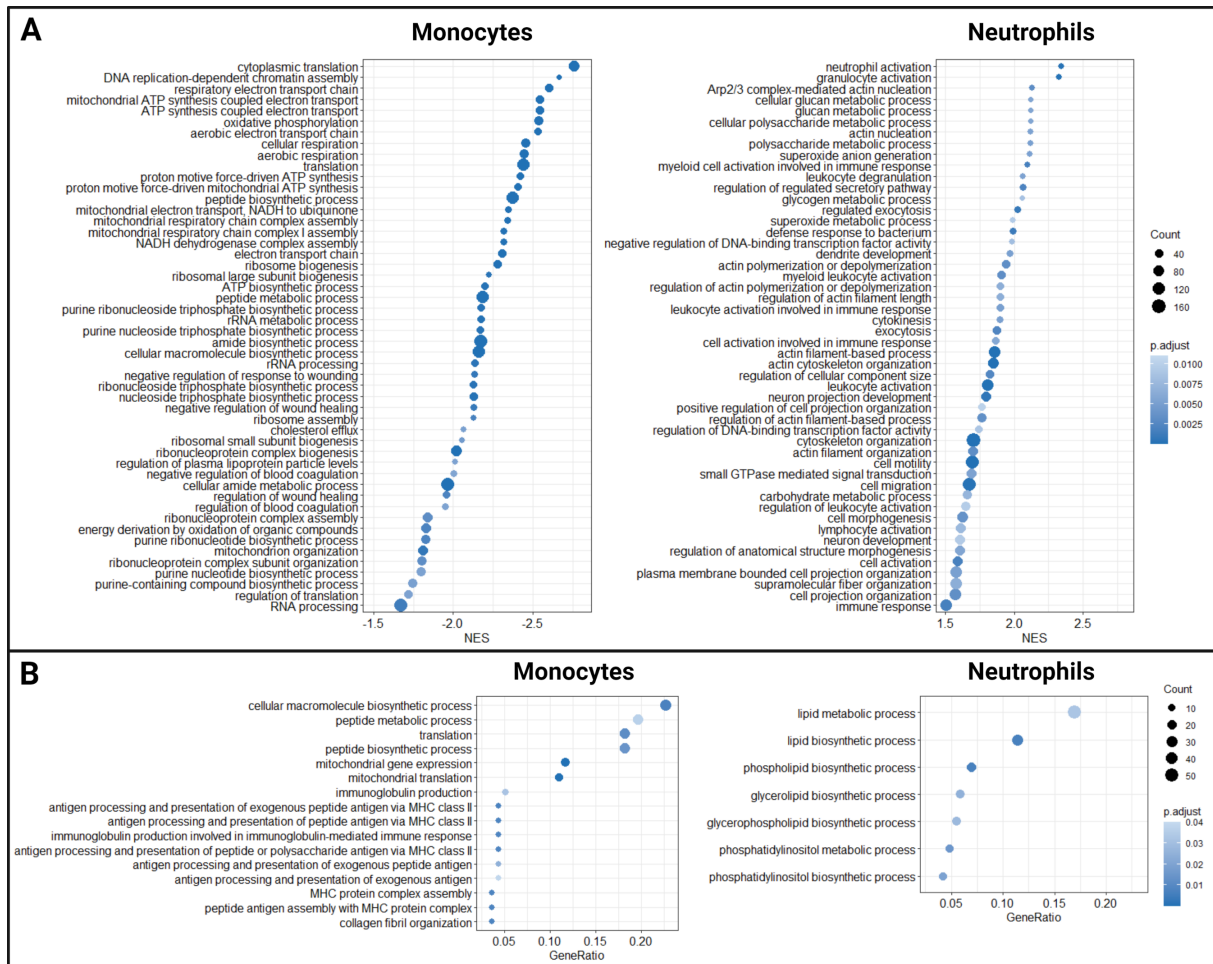 A
Monocytes
Neutrophils
cytoplasmic translation
DNA replication-dependent chromatin assembly
respiratory electron transport chain
mitochondrial ATP synthesis coupled electron transport
ATP synthesis coupled electron transport
oxidative phosphorylation
aerobic electron transport chain
cellular respiration
aerobic respiration
translation
proton motive force-driven ATP synthesis
proton motive force-driven mitochondrial ATP synthesis
peptide biosynthetic process
mitochondrial electron transport, NADH to ubiquinone
mitochondrial respiratory chain complex assembly
mitochondrial respiratory chain complex I assembly
NADH dehydrogenase complex assembly
electron transport chain
ribosome biogenesis
ribosomal large subunit biogenesis
ATP biosynthetic process
peptide metabolic process
purine ribonucleoside triphosphate biosynthetic process
rRNA metabolic process
purine nucleoside triphosphate biosynthetic process
amide biosynthetic process
cellular macromolecule biosynthetic process
rRNA processing
negative regulation of response to wounding
ribonucleoside triphosphate biosynthetic process
nucleoside triphosphate biosynthetic process
negative regulation of wound healing
ribosome assembly
cholesterol efflux
ribosomal small subunit biogenesis
ribonucleoprotein complex biogenesis
regulation of plasma lipoprotein particle levels
negative regulation of blood coagulation
cellular amide metabolic process
regulation of wound healing
regulation of blood coagulation
ribonucleoprotein complex assembly
energy derivation by oxidation of organic compounds
purine ribonucleotide biosynthetic process
mitochondrion organization
ribonucleoprotein complex subunit organization
purine nucleotide biosynthetic process
purine-containing compound biosynthetic process
regulation of translation
RNA processing
-1.5 -2.0 -2.5
NES
neutrophil activation
granulocyte activation
Arp2/3 complex-mediated actin nucleation
cellular glucan metabolic process
glucan metabolic process
cellular polysaccharide metabolic process
actin nucleation
polysaccharide metabolic process
superoxide anion generation
myeloid cell activation involved in immune response
leukocyte degranulation
regulation of regulated secretory pathway
glycogen metabolic process
regulated exocytosis
superoxide metabolic process
defense response to bacterium
negative regulation of DNA-binding transcription factor activity
dendrite development
actin polymerization or depolymerization
myeloid leukocyte activation
regulation of actin polymerization or depolymerization
regulation of actin filament length
leukocyte activation involved in immune response
cytokinesis
exocytosis
cell activation involved in immune response
actin filament-based process
actin cytoskeleton organization
regulation of cellular component size
leukocyte activation
neuron projection development
positive regulation of cell projection organization
regulation of actin filament-based process
regulation of DNA-binding transcription factor activity
cytoskeleton organization
actin filament organization
cell motility
small GTPase mediated signal transduction
cell migration
carbohydrate metabolic process
regulation of leukocyte activation
cell morphogenesis
lymphocyte activation
neuron development
regulation of anatomical structure morphogenesis
cell activation
plasma membrane bounded cell projection organization
supramolecular fiber organization
cell projection organization
immune response
1.5 2.0 2.5
NES
Count
40
80
120
160
p.adjust
0.0100
0.0075
0.0050
0.0025
B
Monocytes
Neutrophils
cellular macromolecule biosynthetic process
peptide metabolic process
translation
peptide biosynthetic process
mitochondrial gene expression
mitochondrial translation
immunoglobulin production
antigen processing and presentation of exogenous peptide antigen via MHC class II
antigen processing and presentation of peptide antigen via MHC class II
immunoglobulin production involved in immunoglobulin-mediated immune response
antigen processing and presentation of peptide or polysaccharide antigen via MHC class II
antigen processing and presentation of exogenous peptide antigen
antigen processing and presentation of exogenous antigen
MHC protein complex assembly
peptide antigen assembly with MHC protein complex
collagen fibril organization
0.05 0.10 0.15 0.20
GeneRatio
lipid metabolic process
lipid biosynthetic process
phospholipid biosynthetic process
glycerolipid biosynthetic process
glycerophospholipid biosynthetic process
phosphatidylinositol metabolic process
phosphatidylinositol biosynthetic process
0.05 0.10 0.15 0.20
GeneRatio
Count
10
20
30
40
50
p.adjust
0.04
0.03
0.02
0.01